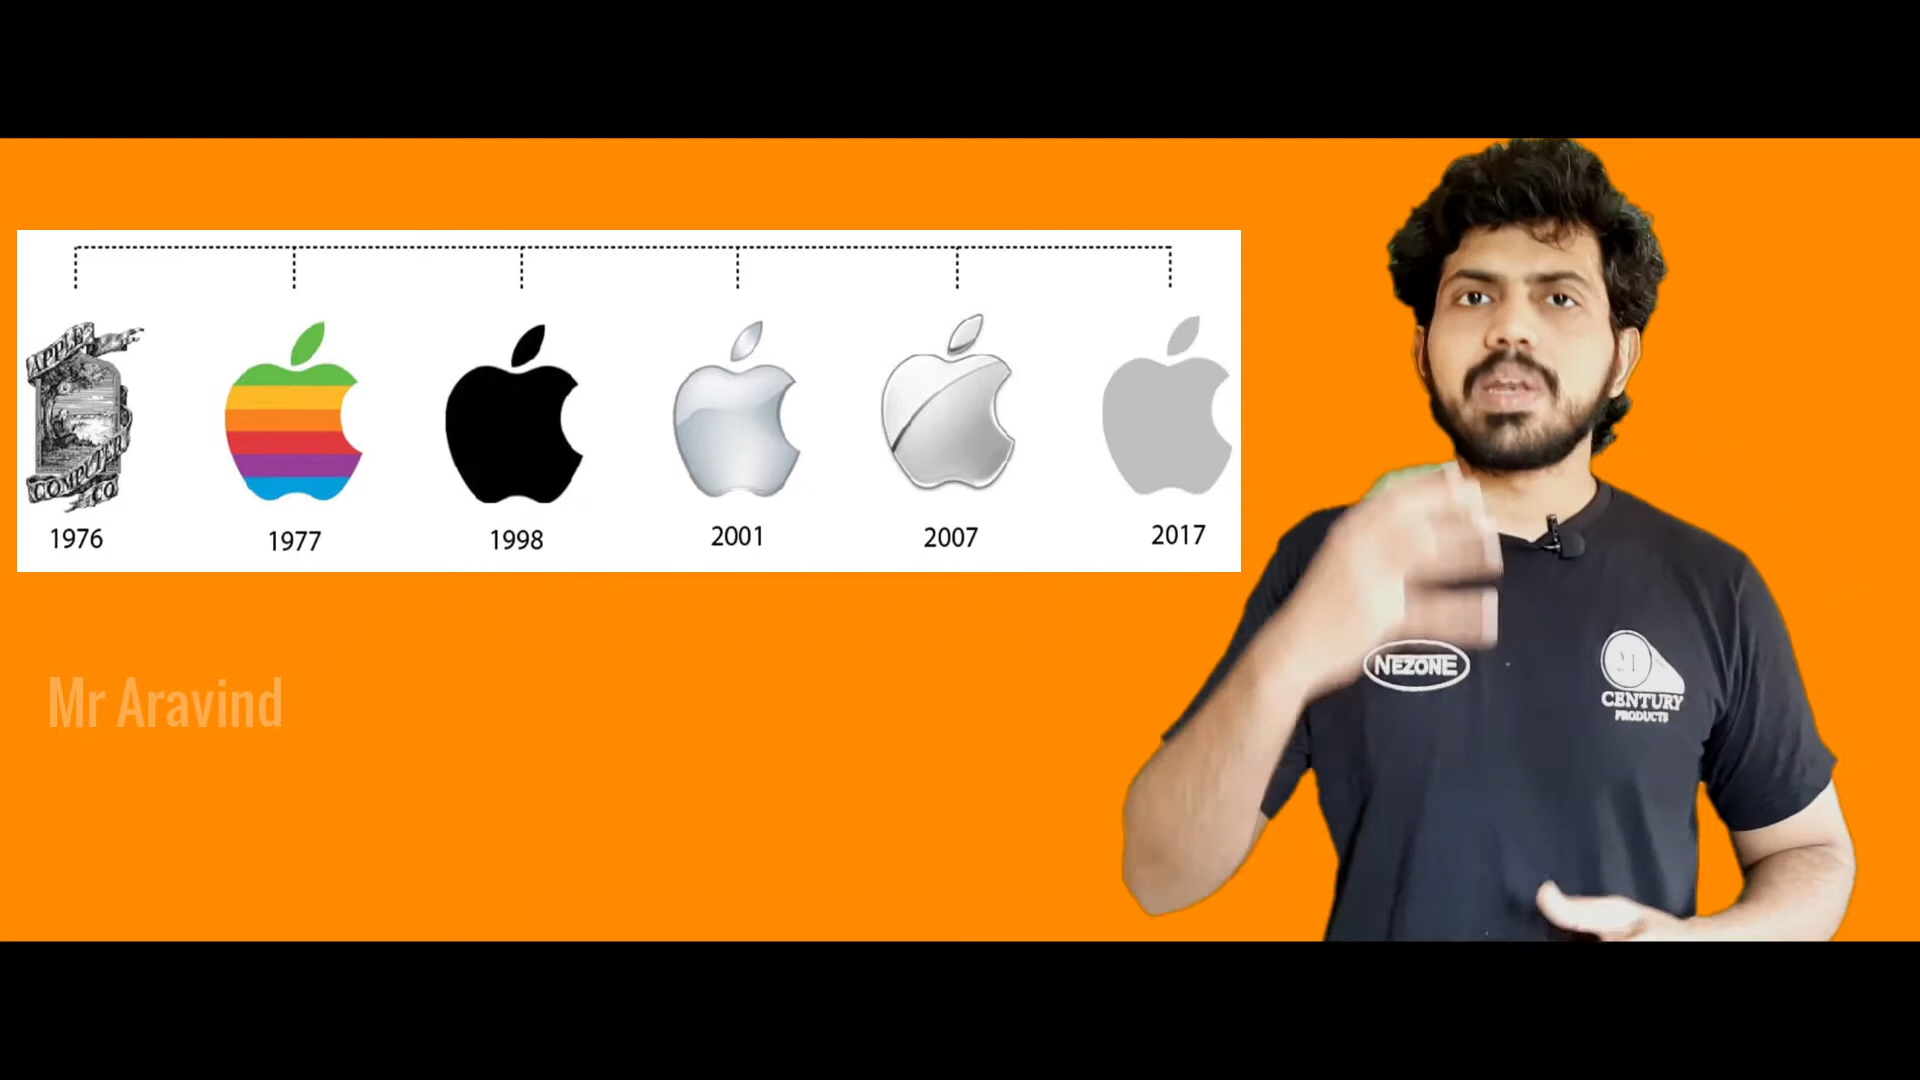 APPLE
COMPUTER
CO
1976
1977
1998
2001
2007
2017
Mr Aravind
NEZONE
CENTURY
PRODUCTS